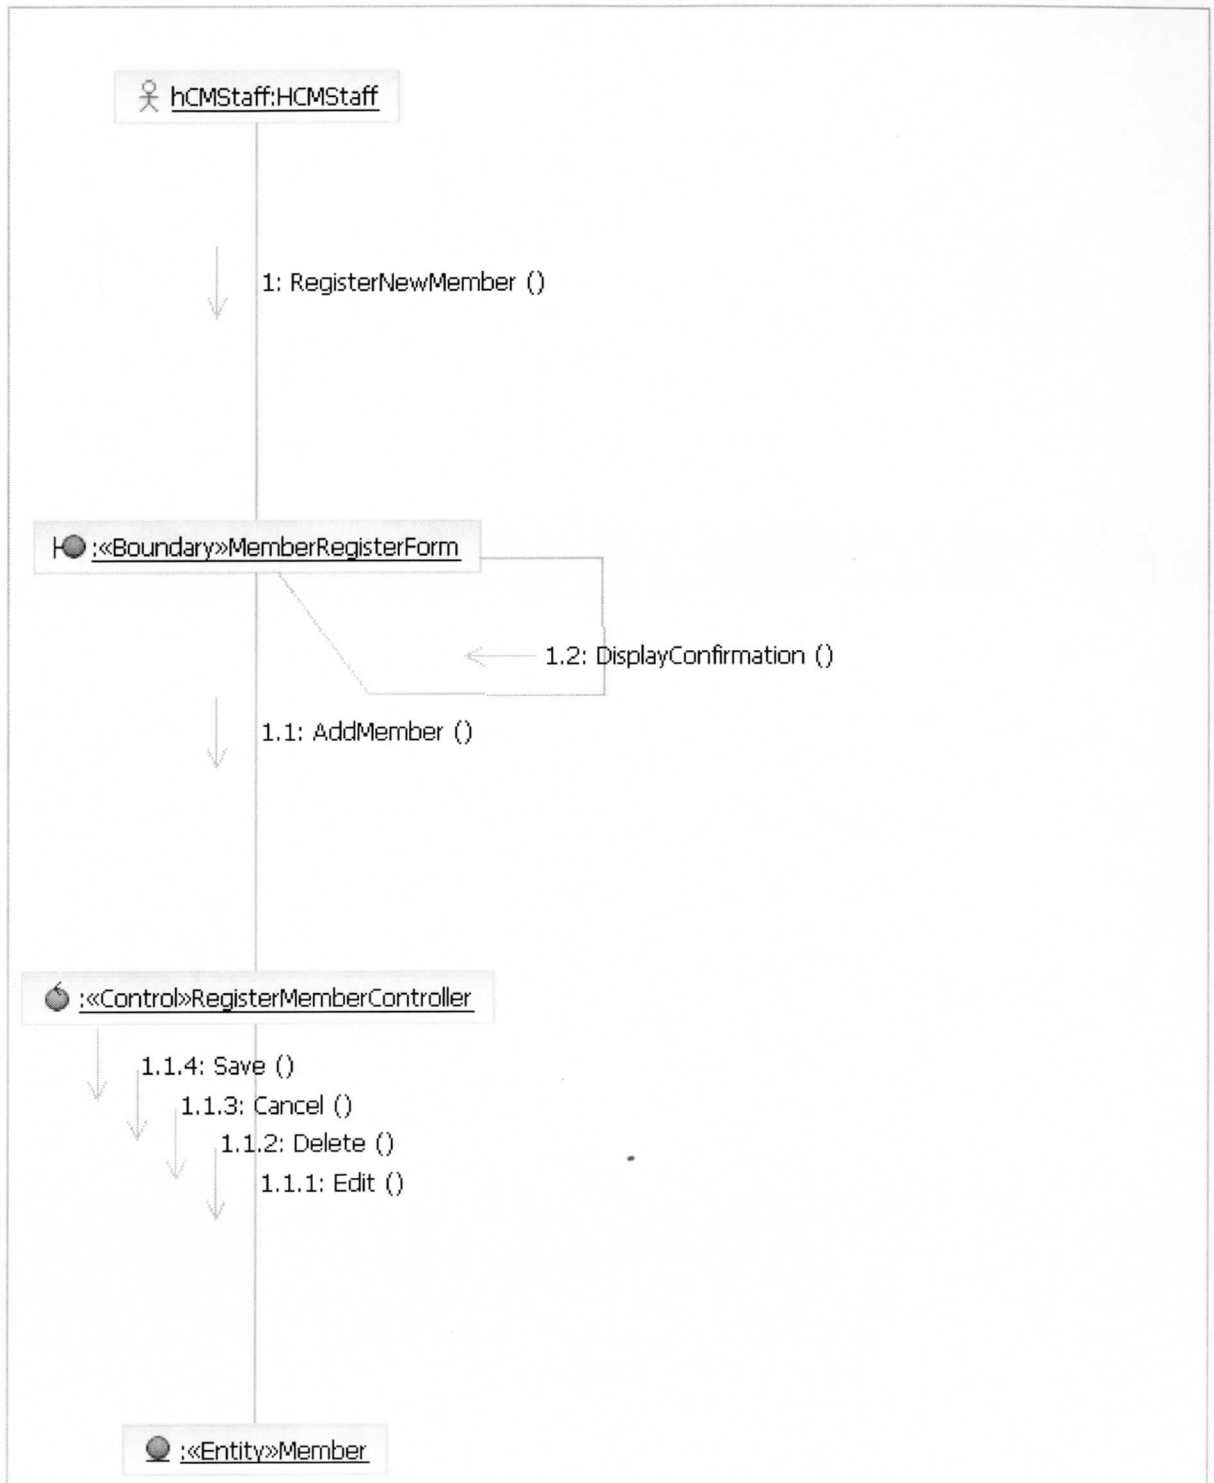 hCMStaff:HCMStaff
1: RegisterNewMember ()
:«Boundary»MemberRegisterForm
1.2: DisplayConfirmation ()
1.1: AddMember ()
:«Control»RegisterMemberController
1.1.4: Save ()
1.1.3: Cancel ()
1.1.2: Delete ()
1.1.1: Edit ()
:«Entity»Member